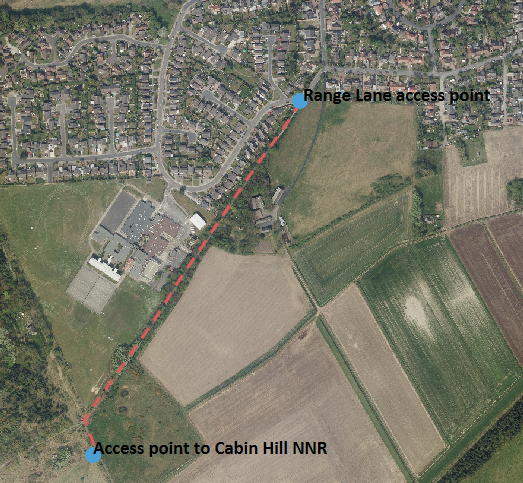 Range Lane access point
Access point to Cabin Hill NNR